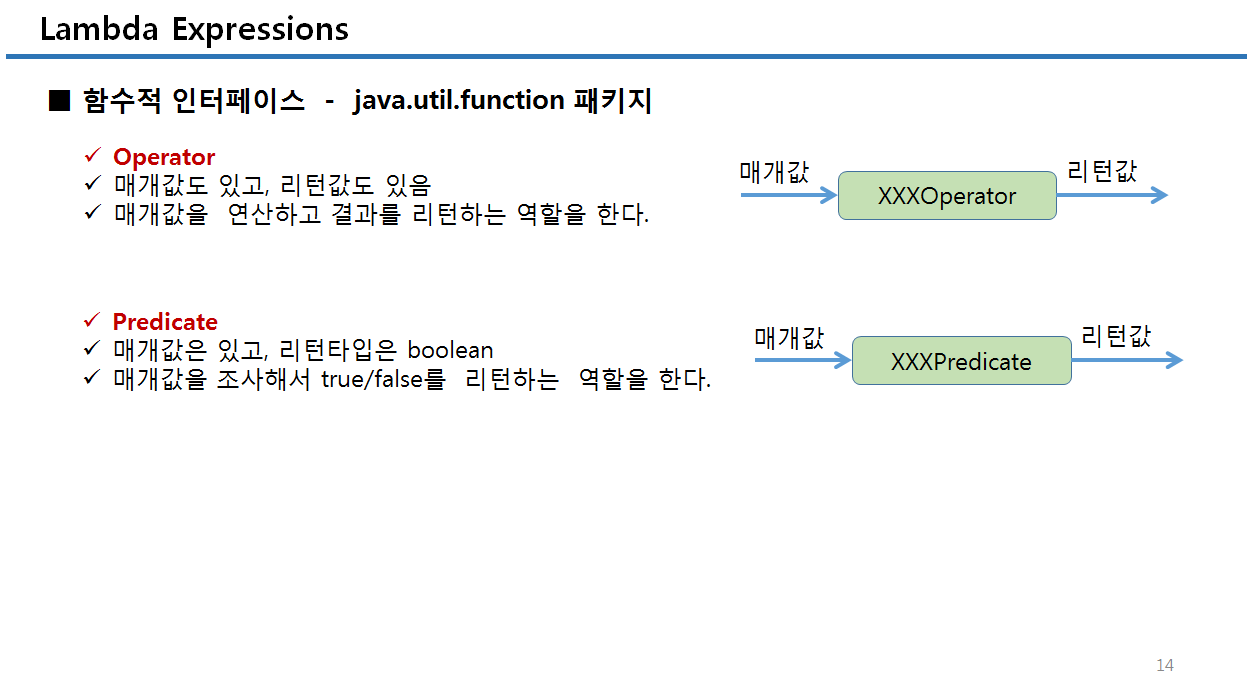 Lambda Expressions
■ 함수적 인터페이스 - java.util.function 패키지
✓ Operator
✓ 매개값도 있고, 리턴값도 있음
✓ 매개값을 연산하고 결과를 리턴하는 역할을 한다.
매개값
XXXOperator
리턴값
✓ Predicate
✓ 매개값은 있고, 리턴타입은 boolean
✓ 매개값을 조사해서 true/false를 리턴하는 역할을 한다.
매개값
XXXPredicate
리턴값
14